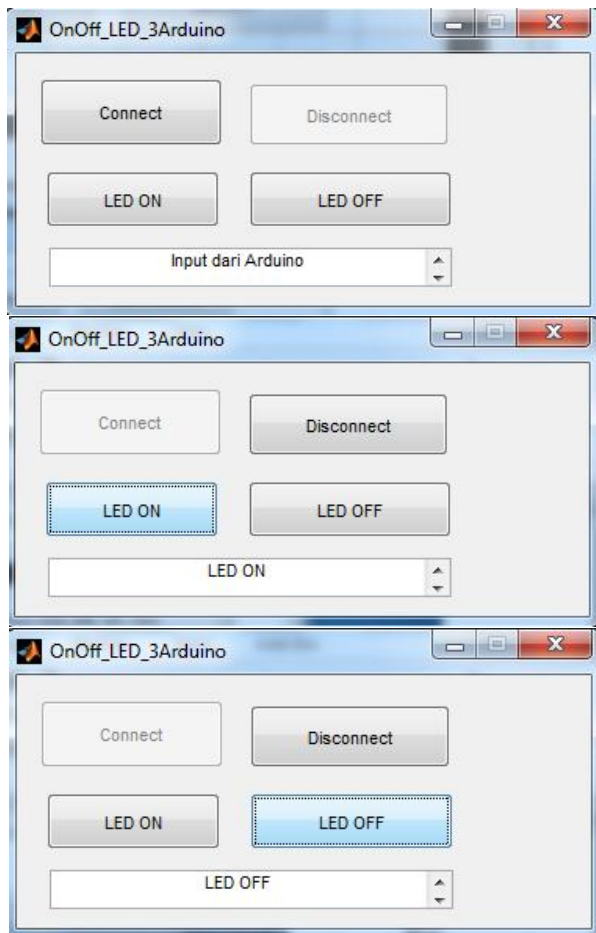 OnOff_LED_3Arduino
Connect Disconnect
LED ON LED OFF
Input dari Arduino
OnOff_LED_3Arduino
Connect Disconnect
LED ON LED OFF
LED ON
OnOff_LED_3Arduino
Connect Disconnect
LED ON LED OFF
LED OFF